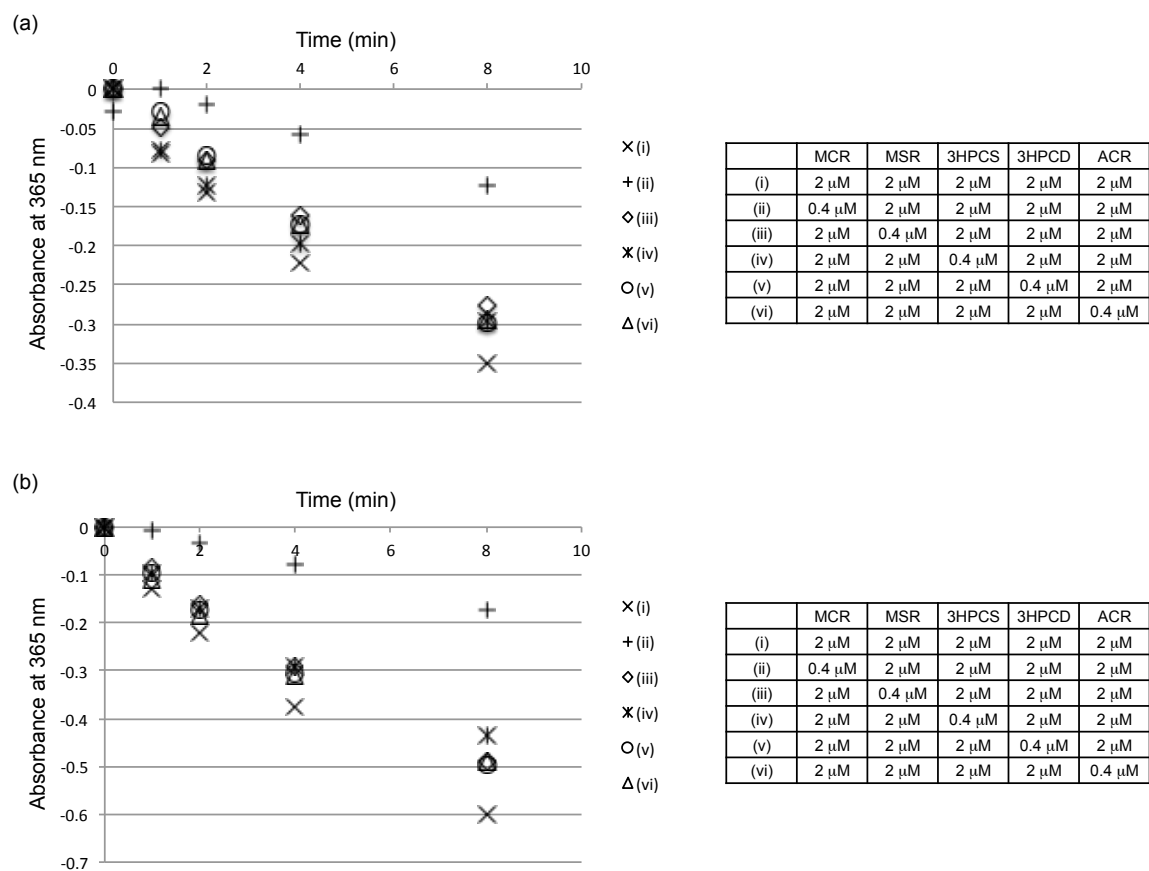 (a)
Time (min)
0 2 4 6 8 10
0
-0.05
-0.1
-0.15
-0.2
-0.25
-0.3
-0.35
-0.4
Absorbance at 365 nm
(i)
(ii)
(iii)
(iv)
(v)
(vi)
MCR MSR 3HPCS 3HPCD ACR
(i) 2 μM 2 μM 2 μM 2 μM 2 μM
(ii) 0.4 μM 2 μM 2 μM 2 μM 2 μM
(iii) 2 μM 0.4 μM 2 μM 2 μM 2 μM
(iv) 2 μM 2 μM 0.4 μM 2 μM 2 μM
(v) 2 μM 2 μM 2 μM 0.4 μM 2 μM
(vi) 2 μM 2 μM 2 μM 2 μM 0.4 μM
(b)
Time (min)
0 2 4 6 8 10
0
-0.1
-0.2
-0.3
-0.4
-0.5
-0.6
-0.7
Absorbance at 365 nm
(i)
(ii)
(iii)
(iv)
(v)
(vi)
MCR MSR 3HPCS 3HPCD ACR
(i) 2 μM 2 μM 2 μM 2 μM 2 μM
(ii) 0.4 μM 2 μM 2 μM 2 μM 2 μM
(iii) 2 μM 0.4 μM 2 μM 2 μM 2 μM
(iv) 2 μM 2 μM 0.4 μM 2 μM 2 μM
(v) 2 μM 2 μM 2 μM 0.4 μM 2 μM
(vi) 2 μM 2 μM 2 μM 2 μM 0.4 μM